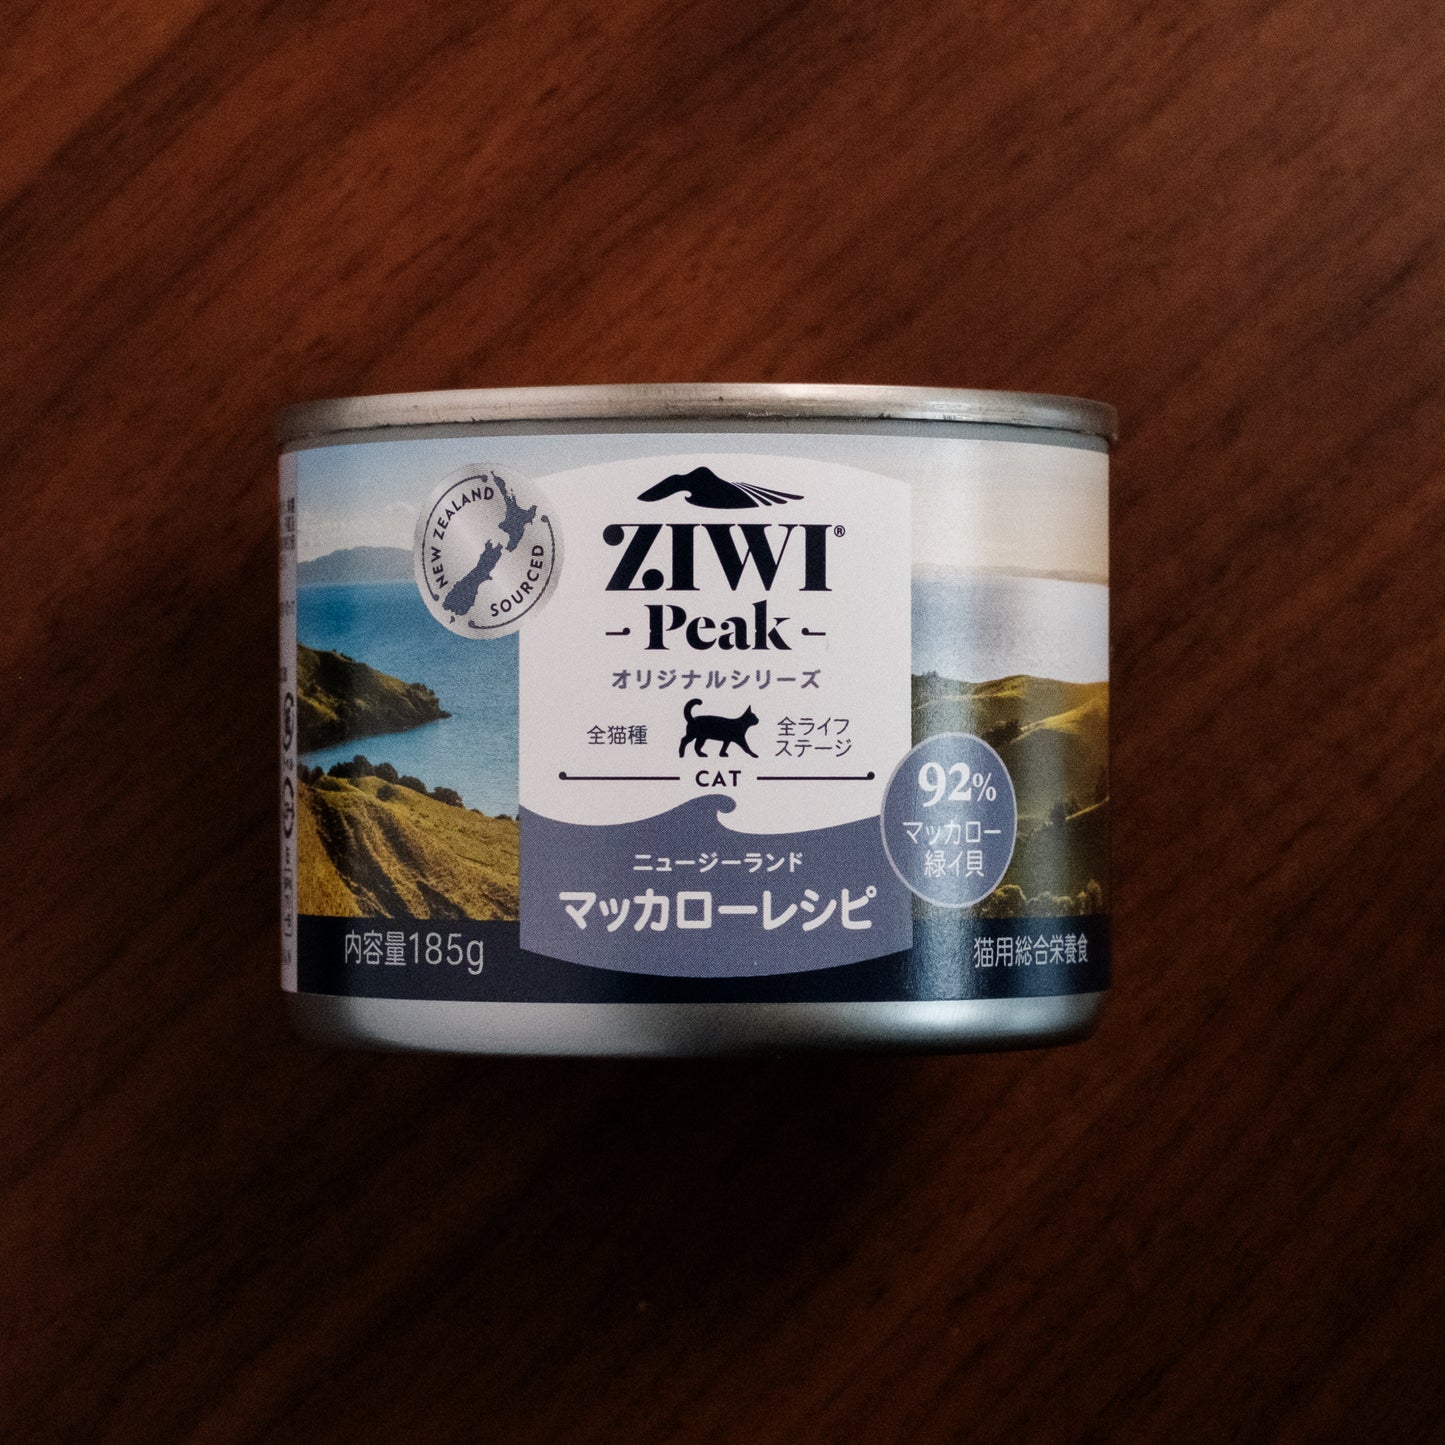 NEW ZEALAND
SOURCED
ZIWI®
Peak
オリジナルシリーズ
全猫種
全ライフ
ステージ
CAT
92%
マッカロー
緑イ貝
ニュージーランド
マッカローレシピ
内容量185g
猫用総合栄養食